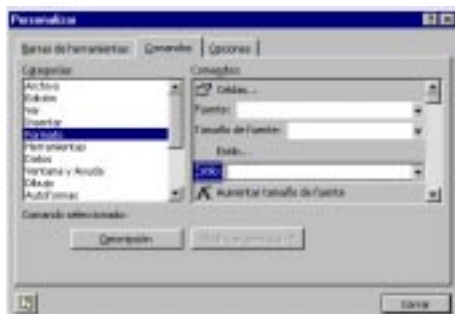 Personalizar
Barras de herramientas Comandos Opciones
Categorías: Comandos:
Archivo
Edición
Ver
Insertar
Formato
Herramientas
Datos
Ventana y Ayuda
Dibujo
Autoformas
Celdas...
Fuente:
Tamaño de fuente:
Estilo...
Estilo:
Aumentar tamaño de fuente
Comando seleccionado:
Descripción
Cerrar